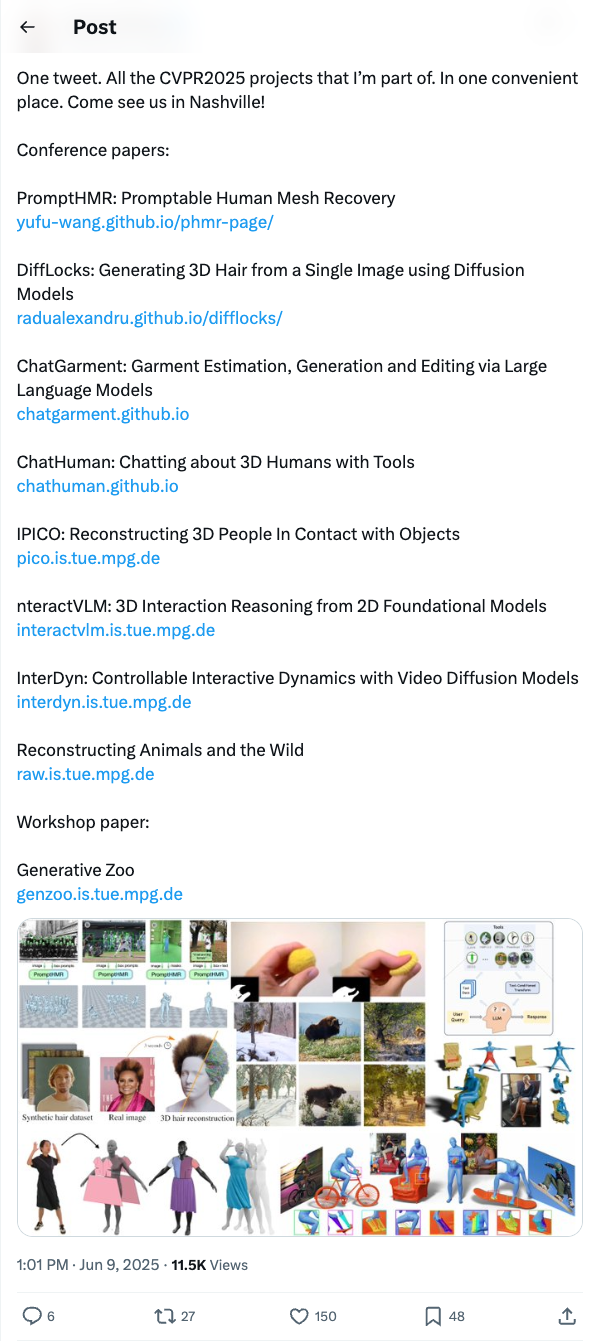 Post
One tweet. All the CVPR2025 projects that I’m part of. In one convenient
place. Come see us in Nashville!
Conference papers:
PromptHMR: Promptable Human Mesh Recovery
yufu-wang.github.io/phmr-page/
DiffLocks: Generating 3D Hair from a Single Image using Diffusion
Models
radualexandru.github.io/difflocks/
ChatGarment: Garment Estimation, Generation and Editing via Large
Language Models
chatgarment.github.io
ChatHuman: Chatting about 3D Humans with Tools
chathuman.github.io
IPICO: Reconstructing 3D People In Contact with Objects
pico.is.tue.mpg.de
nteractVLM: 3D Interaction Reasoning from 2D Foundational Models
interactvlm.is.tue.mpg.de
InterDyn: Controllable Interactive Dynamics with Video Diffusion Models
interdyn.is.tue.mpg.de
Reconstructing Animals and the Wild
raw.is.tue.mpg.de
Workshop paper:
Generative Zoo
genzoo.is.tue.mpg.de
Tools
PromptHMR PromptHMR PromptHMR PromptHMR
User Query LLM Response
Synthetic hair dataset Real image 3D hair reconstruction
1:01 PM · Jun 9, 2025 · 11.5K Views
6 27 150 48